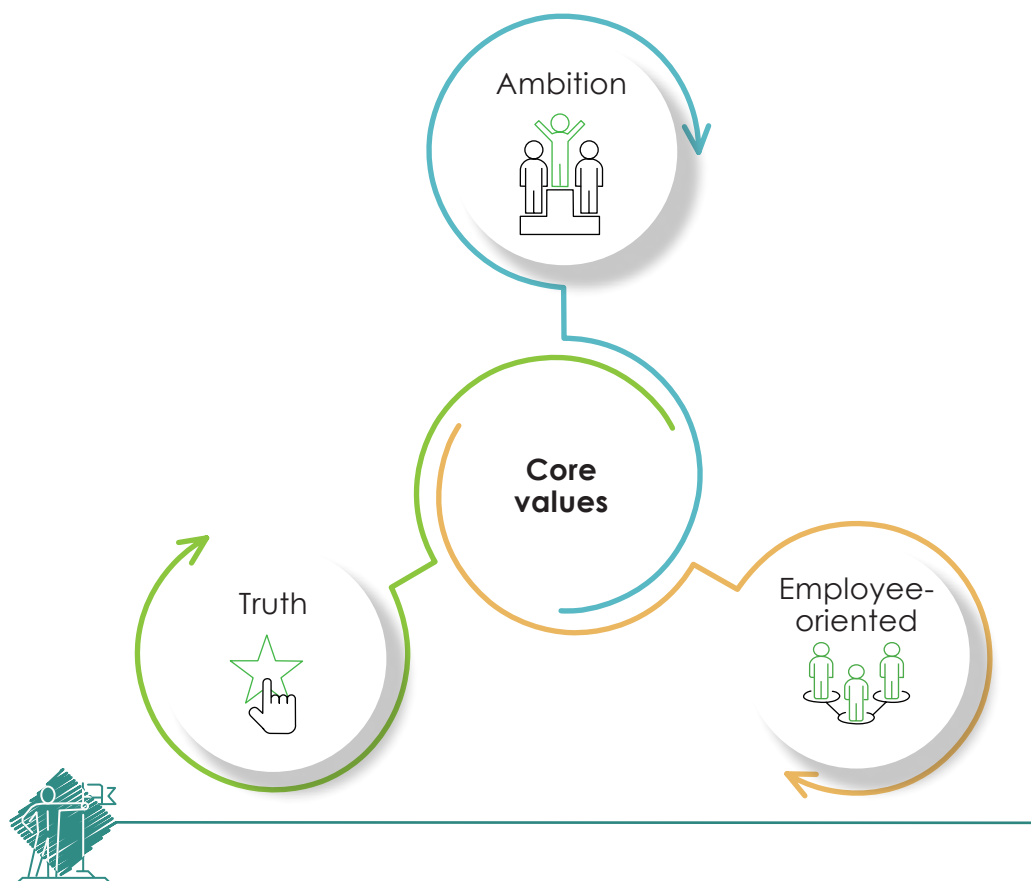 Ambition
Core
values
Truth
Employee-
oriented